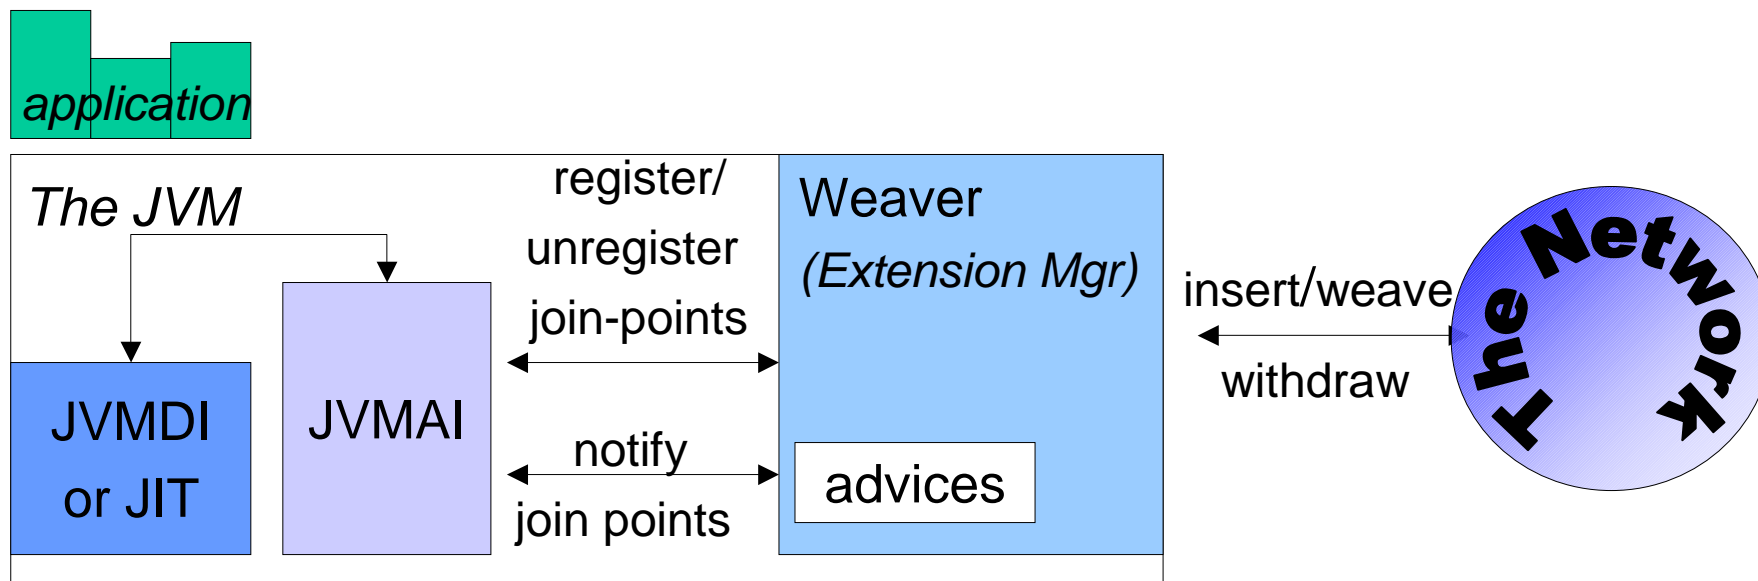 application
The JVM
register/
unregister
join-points
Weaver
(Extension Mgr)
insert/weave
withdraw
The Network
JVMDI
or JIT
JVMAI
notify
join points
advices